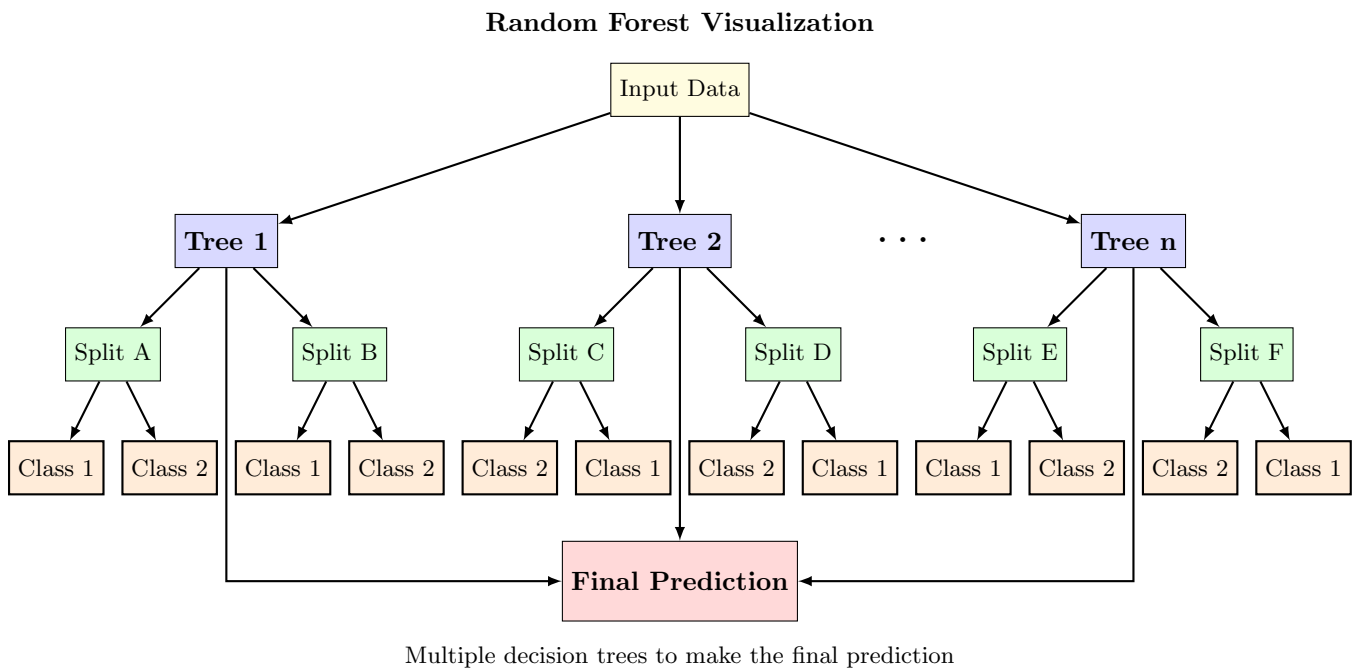 Random Forest Visualization
Input Data
Tree 1 Tree 2 ... Tree n
Split A Split B Split C Split D Split E Split F
Class 1 Class 2 Class 1 Class 2 Class 2 Class 1 Class 2 Class 1 Class 1 Class 2 Class 2 Class 1
Final Prediction
Multiple decision trees to make the final prediction